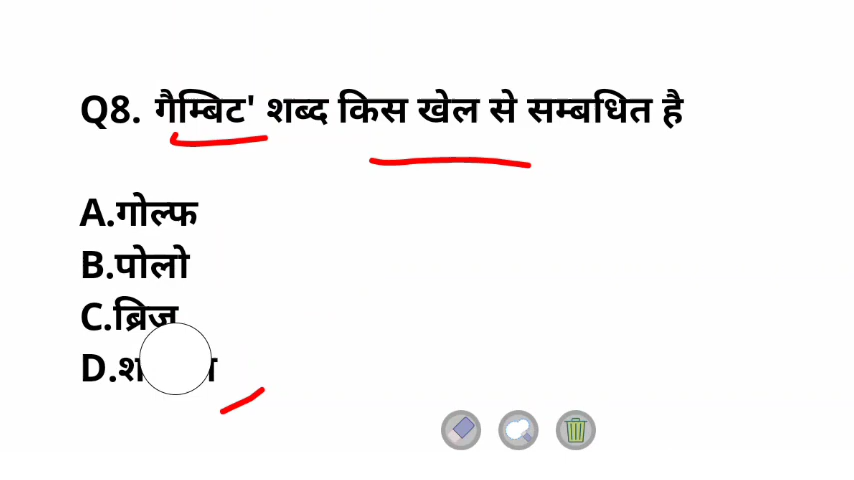 Q8. गैम्बिट' शब्द किस खेल से सम्बधित है
A.गोल्फ
B.पोलो
C.ब्रिज
D.